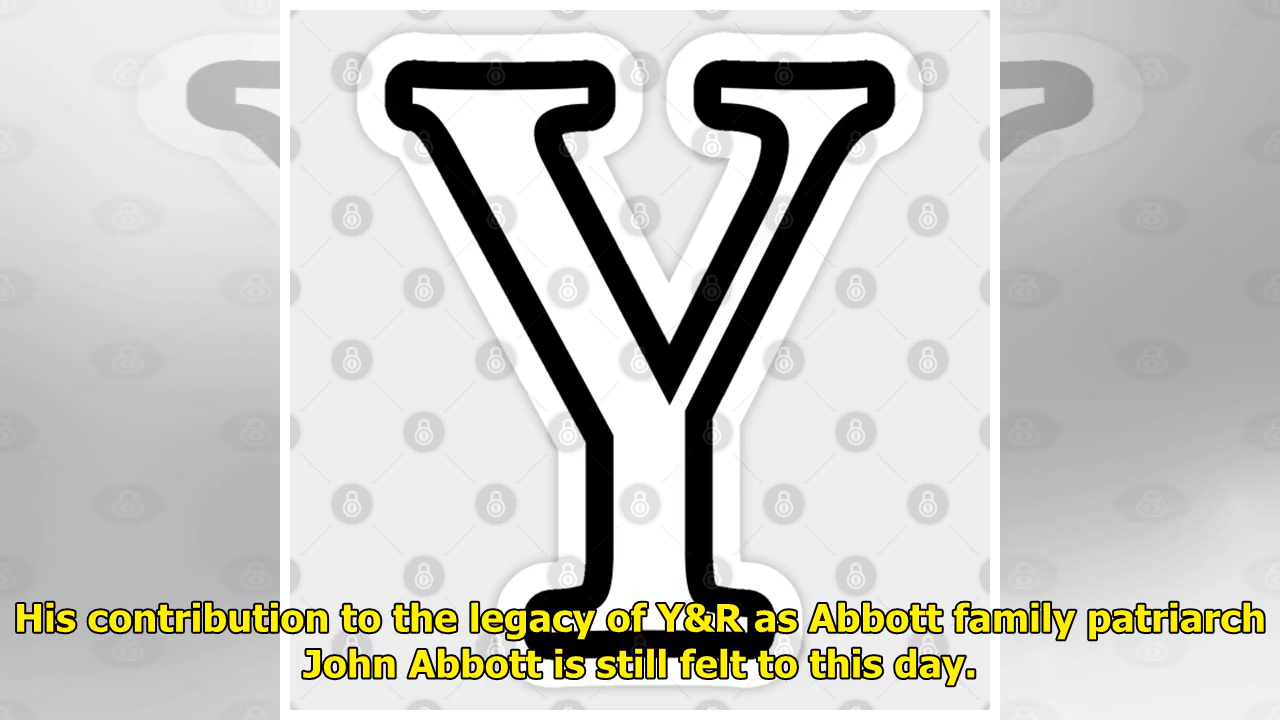 Y
His contribution to the legacy of Y&R as Abbott family patriarch
John Abbott is still felt to this day.